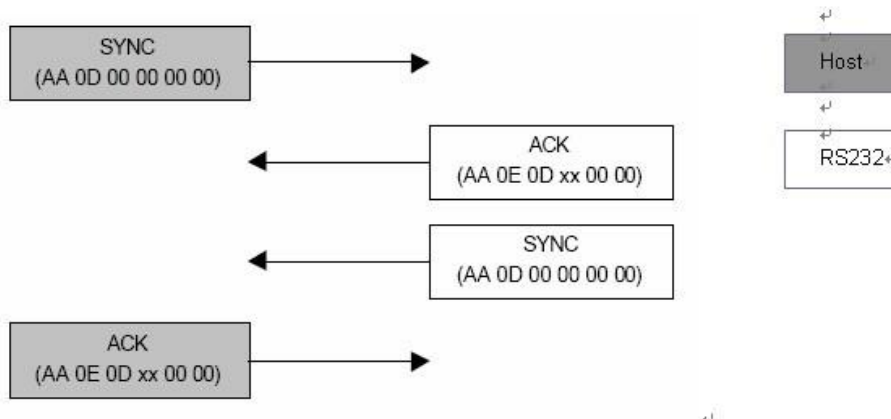 SYNC
(AA 0D 00 00 00 00)
ACK
(AA 0E 0D xx 00 00)
SYNC
(AA 0D 00 00 00 00)
ACK
(AA 0E 0D xx 00 00)
Host
RS232